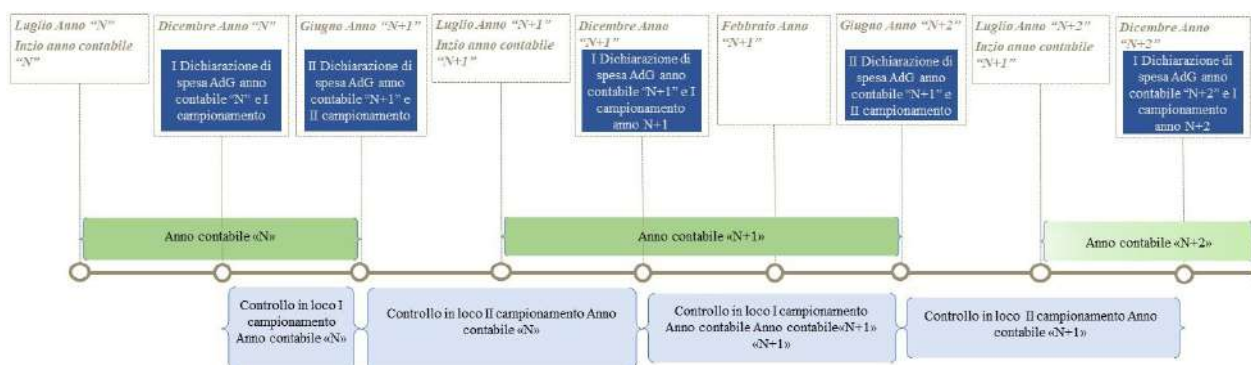 Luglio Anno “N”
Inzio anno contabile
“N”
Dicembre Anno “N”
I Dichiarazione di
spesa AdG anno
contabile “N” e I
campionamento
Giugno Anno “N+1”
II Dichiarazione di
spesa AdG anno
contabile “N+1” e
II campionamento
Luglio Anno “N+1”
Inzio anno contabile
“N+1”
Dicembre Anno
“N+1”
I Dichiarazione di
spesa AdG anno
contabile “N+1” e I
campionamento
anno N+1
Febbraio Anno
“N+1”
Giugno Anno “N+2”
II Dichiarazione di
spesa AdG anno
contabile “N+1” e
II campionamento
Luglio Anno “N+2”
Inzio anno contabile
“N+1”
Dicembre Anno
“N+2”
I Dichiarazione di
spesa AdG anno
contabile “N+2” e I
campionamento
anno N+2
Anno contabile «N»
Anno contabile «N+1»
Anno contabile «N+2»
Controllo in loco I
campionamento
Anno contabile «N»
Controllo in loco II campionamento Anno
contabile «N»
Controllo in loco I campionamento
Anno contabile Anno contabile«N+1»
«N+1»
Controllo in loco II campionamento Anno
contabile «N+1»